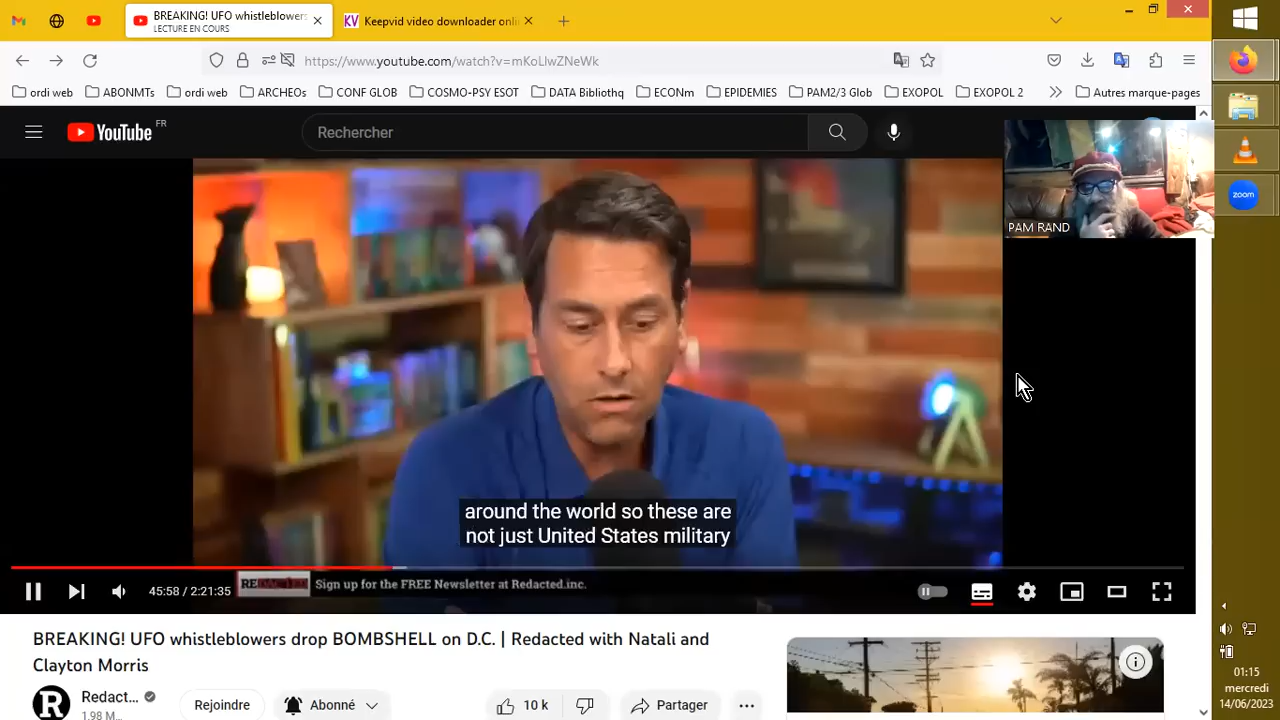 BREAKING! UFO whistleblowers
LECTURE EN COURS
KV Keepvid video downloader onli
https://www.youtube.com/watch?v=mKoLlwZNeWk
ordi web ABONMTs ordi web ARCHEOs CONF GLOB COSMO-PSY ESOT DATA Bibliothq ECONm EPIDEMIES PAM2/3 Glob EXOPOL EXOPOL 2 Autres marque-pages
YouTube FR
Rechercher
PAM RAND
zoom
around the world so these are
not just United States military
45:58 / 2:21:35
REDACTED Sign up for the FREE Newsletter at Redacted.inc.
BREAKING! UFO whistleblowers drop BOMBSHELL on D.C. | Redacted with Natali and
Clayton Morris
R
Redact...
1.98 M...
Rejoindre
Abonné
10 k
Partager
01:15
mercredi
14/06/2023